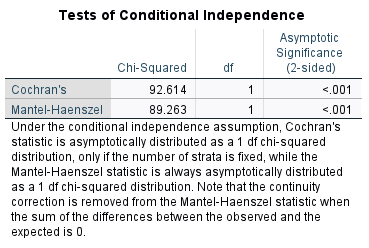 Tests of Conditional Independence
Chi-Squared df Asymptotic Significance (2-sided)
Cochran's 92.614 1 <.001
Mantel-Haenszel 89.263 1 <.001
Under the conditional independence assumption, Cochran's
statistic is asymptotically distributed as a 1 df chi-squared
distribution, only if the number of strata is fixed, while the
Mantel-Haenszel statistic is always asymptotically distributed
as a 1 df chi-squared distribution. Note that the continuity
correction is removed from the Mantel-Haenszel statistic when
the sum of the differences between the observed and the
expected is 0.